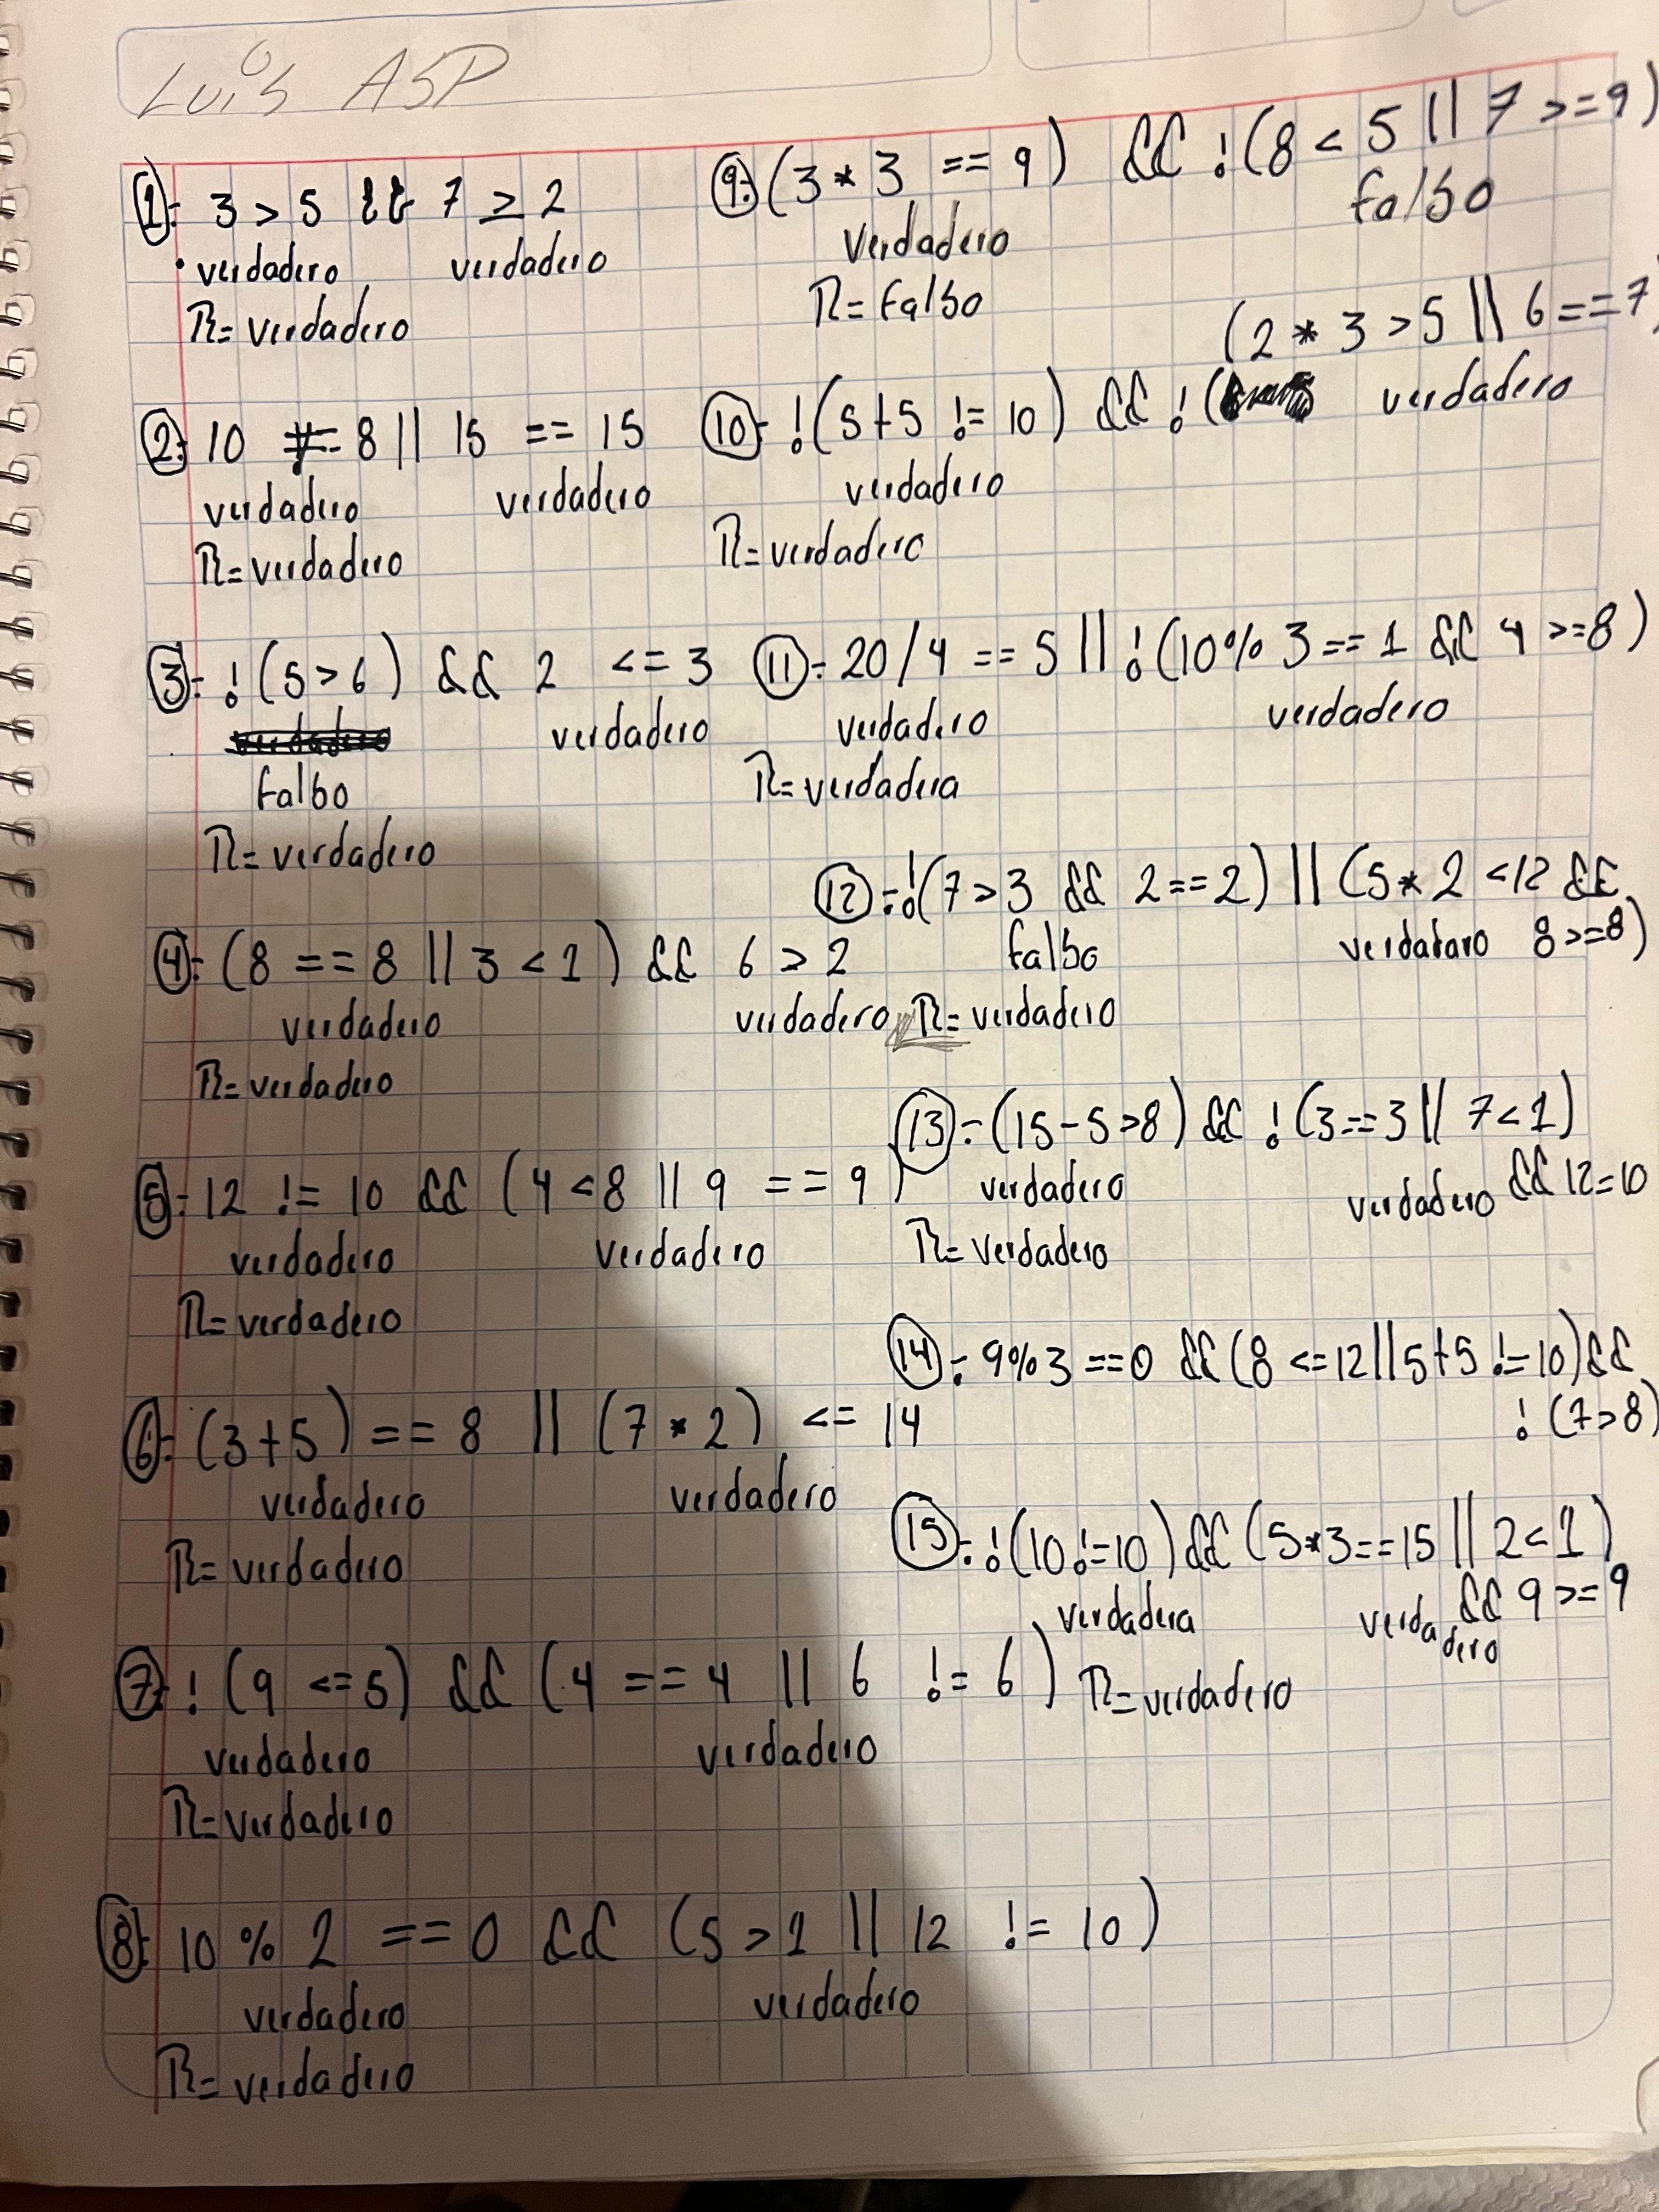 Luis ASP
1: 3 > 5 && 7 ≥ 2
verdadero verdadero
R= verdadero
2: 10 != 8 || 15 == 15
verdadero verdadero
R= verdadero
3: ! (5 > 6) && 2 <= 3
verdadero
falso
R= verdadero
4: (8 == 8 || 3 < 1) && 6 > 2
verdadero verdadero
R= verdadero
5: 12 != 10 && (4 < 8 || 9 == 9)
verdadero verdadero
R= verdadero
6: (3+5) == 8 || (7 * 2) <= 14
verdadero verdadero
R= verdadero
7: ! (9 <= 5) && (4 == 4 || 6 != 6)
verdadero verdadero
R= verdadero
8: 10 % 2 == 0 && (5 > 1 || 12 != 10)
verdadero verdadero
R= verdadero
9: (3 * 3 == 9) && !(8 < 5 || 7 >= 9)
Verdadero falso
R= falso
(2 * 3 > 5 || 6 == 7)
10: !(5+5 != 10) && !(
verdadero verdadero
R= verdadero
11: 20/4 == 5 || !(10% 3 == 1 && 4 >= 8)
verdadero verdadero
R= verdadera
12: !(7 > 3 && 2 == 2) || (5 * 2 < 12 &&
falso verdadaro 8 >= 8)
R= verdadero
13: (15 - 5 > 8) && ! (3 == 3 || 7 < 1)
verdadero verdadero && 12 = 10
R= verdadero
14: 9%3 == 0 && (8 <= 12 || 5+5 != 10) &&
! (7 > 8)
15: !(10 != 10) && (5*3 == 15 || 2 < 1)
verdadera verdadero && 9 >= 9
R= verdadero